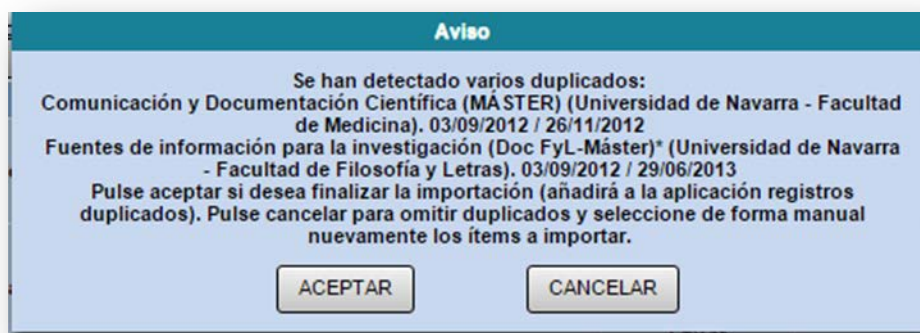 Aviso
Se han detectado varios duplicados:
Comunicación y Documentación Científica (MÁSTER) (Universidad de Navarra - Facultad
de Medicina). 03/09/2012 / 26/11/2012
Fuentes de información para la investigación (Doc FyL-Máster)* (Universidad de Navarra
- Facultad de Filosofía y Letras). 03/09/2012 / 29/06/2013
Pulse aceptar si desea finalizar la importación (añadirá a la aplicación registros
duplicados). Pulse cancelar para omitir duplicados y seleccione de forma manual
nuevamente los ítems a importar.
ACEPTAR CANCELAR